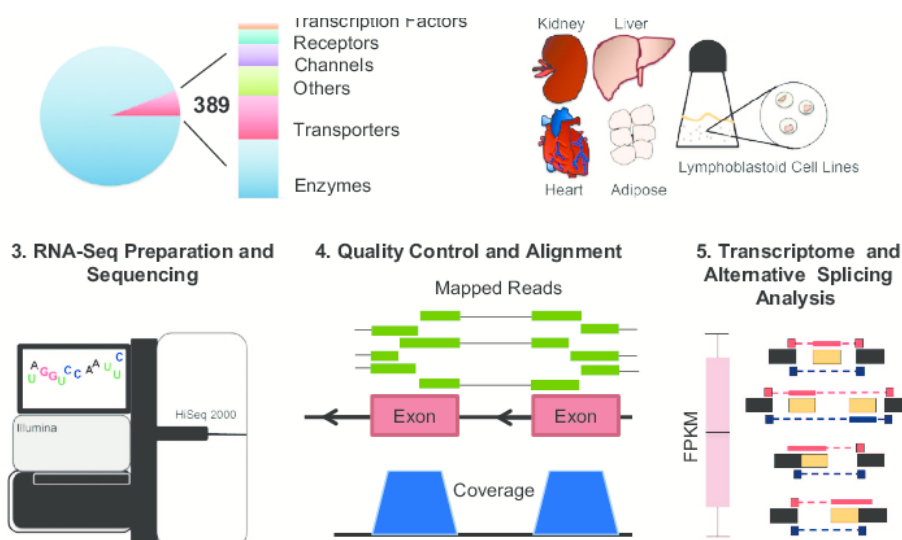 Transcription Factors
Receptors
Channels
Others
389
Transporters
Enzymes
Kidney
Liver
Heart
Adipose
Lymphoblastoid Cell Lines
3. RNA-Seq Preparation and
Sequencing
4. Quality Control and Alignment
5. Transcriptome and
Alternative Splicing
Analysis
Mapped Reads
U A G G U C C A A U U C
HiSeq 2000
Illumina
Exon
Exon
Coverage
FPKM